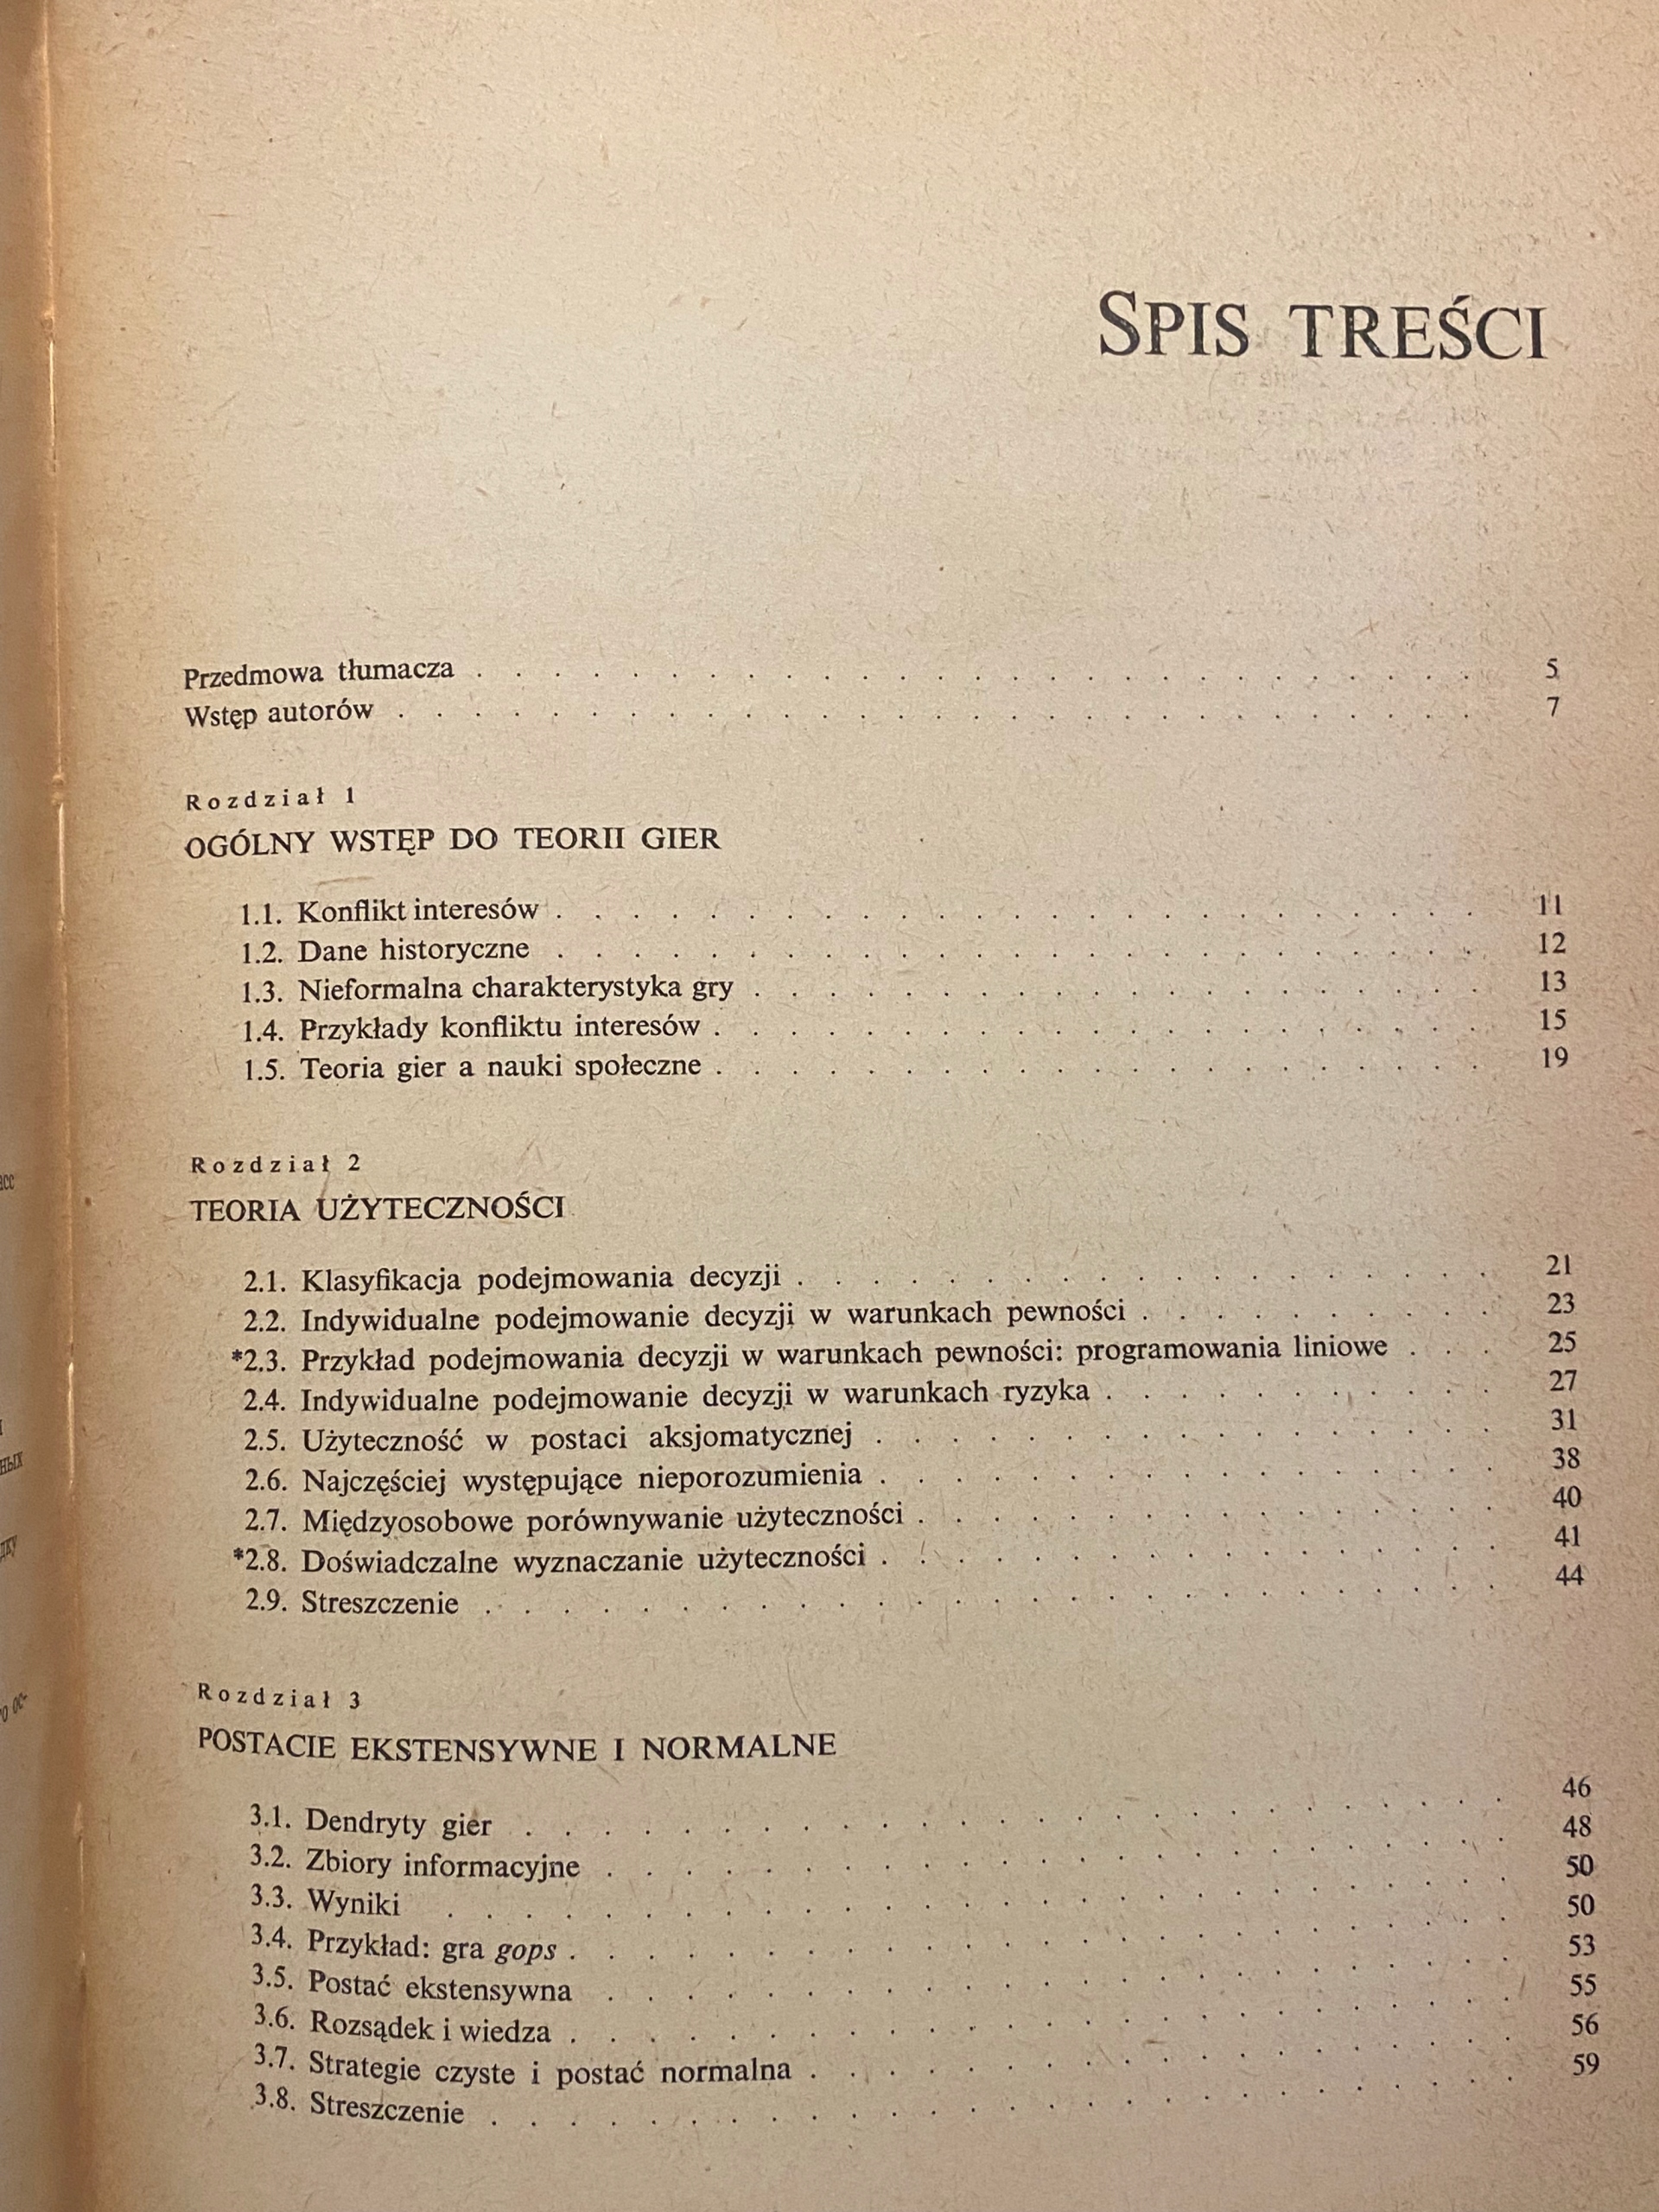 SPIS TREŚCI
Przedmowa tłumacza . . . . . . . . . . . . . . . . . . . . . . . . . . 5
Wstęp autorów . . . . . . . . . . . . . . . . . . . . . . . . . . . . 7
Rozdział 1
OGÓLNY WSTĘP DO TEORII GIER
1.1. Konflikt interesów . . . . . . . . . . . . . . . . . . . . . . . . 11
1.2. Dane historyczne . . . . . . . . . . . . . . . . . . . . . . . . 12
1.3. Nieformalna charakterystyka gry . . . . . . . . . . . . . . . . . . . 13
1.4. Przykłady konfliktu interesów . . . . . . . . . . . . . . . . . . . . 15
1.5. Teoria gier a nauki społeczne . . . . . . . . . . . . . . . . . . . . 19
Rozdział 2
TEORIA UŻYTECZNOŚCI
2.1. Klasyfikacja podejmowania decyzji . . . . . . . . . . . . . . . . . . 21
2.2. Indywidualne podejmowanie decyzji w warunkach pewności . . . . . . . . . 23
*2.3. Przykład podejmowania decyzji w warunkach pewności: programowania liniowe . . . 25
2.4. Indywidualne podejmowanie decyzji w warunkach ryzyka . . . . . . . . . . 27
2.5. Użyteczność w postaci aksjomatycznej . . . . . . . . . . . . . . . . 31
2.6. Najczęściej występujące nieporozumienia . . . . . . . . . . . . . . . . 38
2.7. Międzyosobowe porównywanie użyteczności . . . . . . . . . . . . . . . 40
*2.8. Doświadczalne wyznaczanie użyteczności . . . . . . . . . . . . . . . . 41
2.9. Streszczenie . . . . . . . . . . . . . . . . . . . . . . . . . . 44
Rozdział 3
POSTACIE EKSTENSYWNE I NORMALNE
3.1. Dendryty gier . . . . . . . . . . . . . . . . . . . . . . . . . 46
3.2. Zbiory informacyjne . . . . . . . . . . . . . . . . . . . . . . . 48
3.3. Wyniki . . . . . . . . . . . . . . . . . . . . . . . . . . . 50
3.4. Przykład: gra gops . . . . . . . . . . . . . . . . . . . . . . . . 50
3.5. Postać ekstensywna . . . . . . . . . . . . . . . . . . . . . . . 53
3.6. Rozsądek i wiedza . . . . . . . . . . . . . . . . . . . . . . . . 55
3.7. Strategie czyste i postać normalna . . . . . . . . . . . . . . . . . . 56
3.8. Streszczenie . . . . . . . . . . . . . . . . . . . . . . . . . . 59